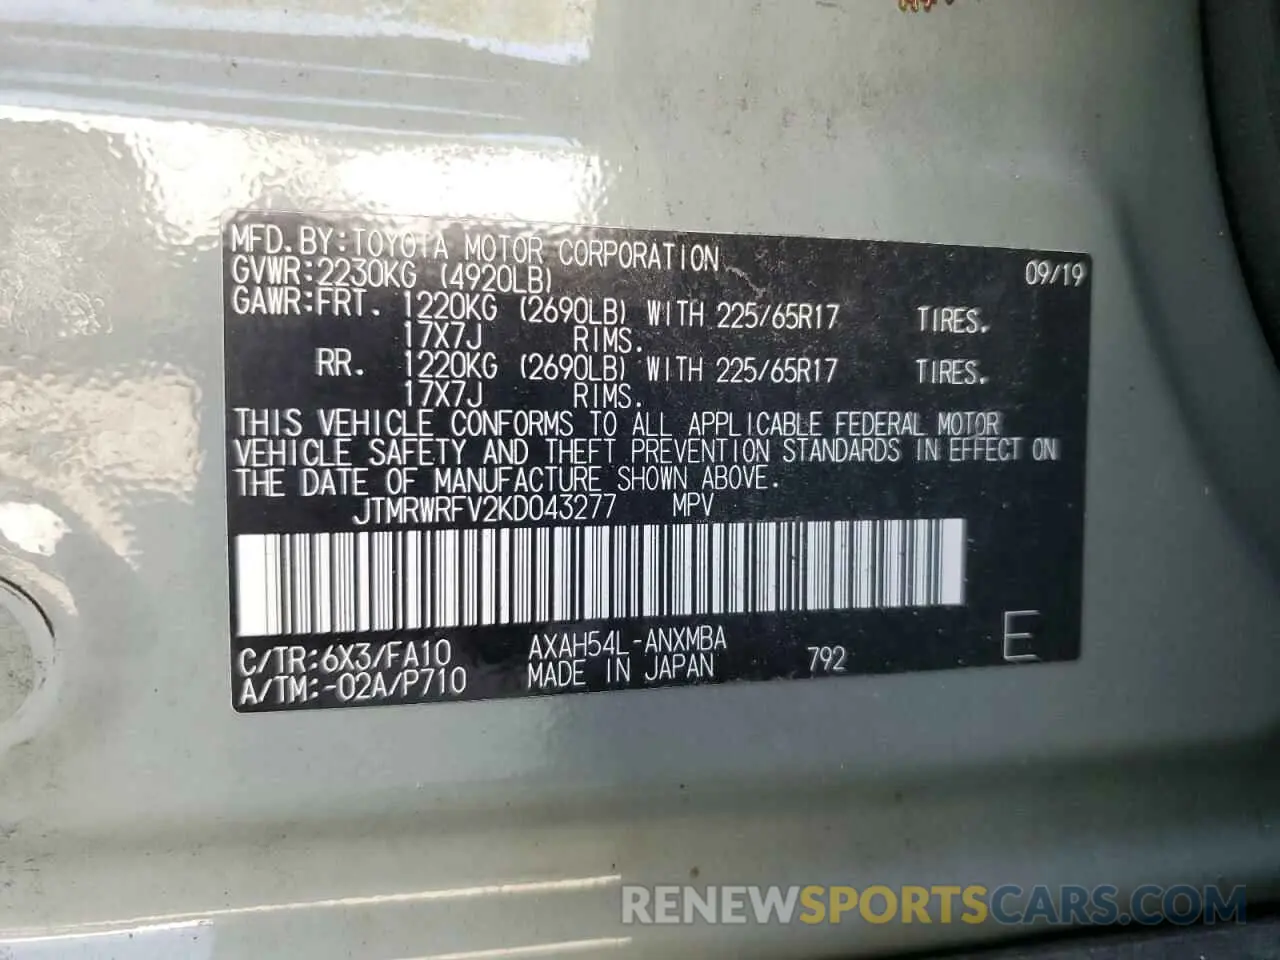 MFD. BY: TOYOTA MOTOR CORPORATION 09/19
GVWR: 2230KG (4920LB)
GAWR: FRT. 1220KG (2690LB) WITH 225/65R17 TIRES.
17X7J RIMS.
RR. 1220KG (2690LB) WITH 225/65R17 TIRES.
17X7J RIMS.
THIS VEHICLE CONFORMS TO ALL APPLICABLE FEDERAL MOTOR
VEHICLE SAFETY AND THEFT PREVENTION STANDARDS IN EFFECT ON
THE DATE OF MANUFACTURE SHOWN ABOVE.
JTMRWRFV2KD043277 MPV
C/TR: 6X3/FA10 AXAH54L-ANXMBA 792 E
A/TM: -02A/P710 MADE IN JAPAN
RENEWSPORTSCARS.COM